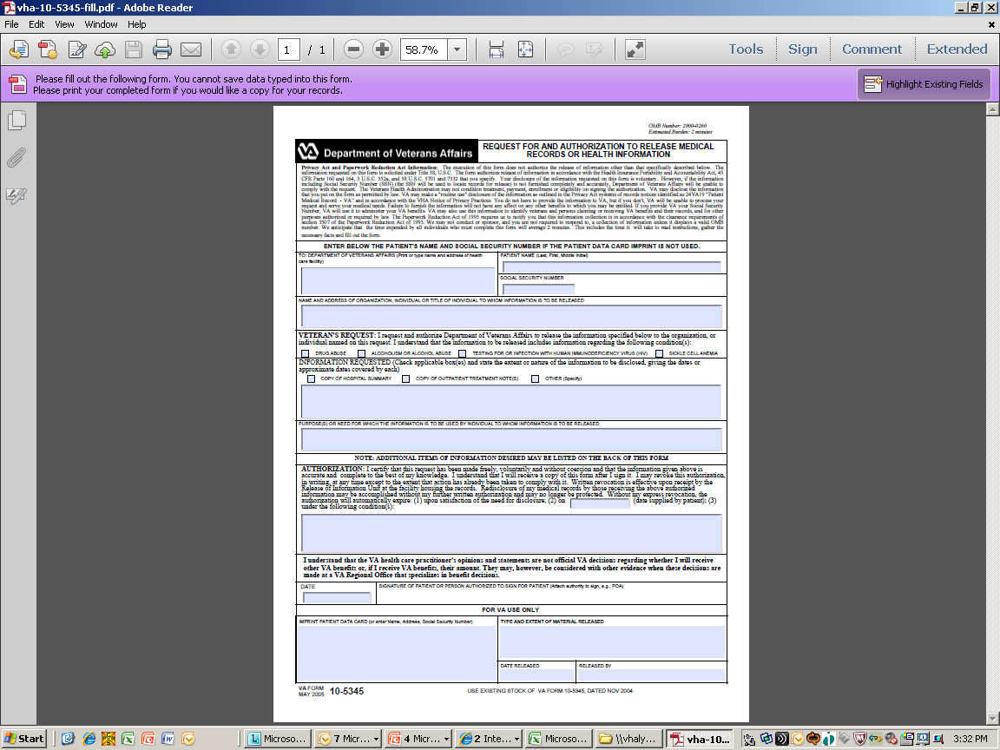 vha-10-5345-fill.pdf - Adobe Reader
File Edit View Window Help
1 / 1 58.7% Tools Sign Comment Extended
Please fill out the following form. You cannot save data typed into this form.
Please print your completed form if you would like a copy for your records.
Highlight Existing Fields
OMB Number: 2900-0260
Estimated Burden: 2 minutes
Department of Veterans Affairs
REQUEST FOR AND AUTHORIZATION TO RELEASE MEDICAL
RECORDS OR HEALTH INFORMATION
Privacy Act and Paperwork Reduction Act Information: The execution of this form does not authorize the release of information other than that specifically described below. The
information requested on this form is solicited under Title 38, U.S.C. The form authorizes release of information in accordance with the Health Insurance Portability and Accountability Act, 45
CFR Parts 160 and 164, 5 U.S.C. 552a, and 38 U.S.C. 5701 and 7332 that you specify. Your disclosure of the information requested on this form is voluntary. However, if the information
including Social Security Number (SSN) (the SSN will be used to locate records for release) is not furnished completely and accurately, Department of Veterans Affairs will be unable to
comply with the request. The Veterans Health Administration may not condition treatment, payment, enrollment or eligibility on signing the authorization. VA may disclose the information
that you put on the form as permitted by law. VA may make a "routine use" disclosure of the information as outlined in the Privacy Act systems of records notices identified as 24VA19 "Patient
Medical Record - VA" and in accordance with the VHA Notice of Privacy Practices. You do not have to provide the information to VA, but if you don't, VA will be unable to process your
request and serve your medical needs. Failure to furnish the information will not have any affect on any other benefits to which you may be entitled. If you provide VA your Social Security
Number, VA will use it to administer your VA benefits. VA may also use this information to identify veterans and persons claiming or receiving VA benefits and their records, and for other
purposes authorized or required by law. The Paperwork Reduction Act of 1995 requires us to notify you that this information collection is in accordance with the clearance requirements of
section 3507 of the Paperwork Reduction Act of 1995. We may not conduct or sponsor, and you are not required to respond to, a collection of information unless it displays a valid OMB
number. We anticipate that the time expended by all individuals who must complete this form will average 2 minutes. This includes the time it will take to read instructions, gather the
necessary facts and fill out the form.
ENTER BELOW THE PATIENT'S NAME AND SOCIAL SECURITY NUMBER IF THE PATIENT DATA CARD IMPRINT IS NOT USED.
TO: DEPARTMENT OF VETERANS AFFAIRS (Print or type name and address of health
care facility)
PATIENT NAME (Last, First, Middle Initial)
SOCIAL SECURITY NUMBER
NAME AND ADDRESS OF ORGANIZATION, INDIVIDUAL OR TITLE OF INDIVIDUAL TO WHOM INFORMATION IS TO BE RELEASED
VETERAN'S REQUEST: I request and authorize Department of Veterans Affairs to release the information specified below to the organization, or
individual named on this request. I understand that the information to be released includes information regarding the following condition(s):
DRUG ABUSE ALCOHOLISM OR ALCOHOL ABUSE TESTING FOR OR INFECTION WITH HUMAN IMMUNODEFICIENCY VIRUS (HIV) SICKLE CELL ANEMIA
INFORMATION REQUESTED (Check applicable box(es) and state the extent or nature of the information to be disclosed, giving the dates or
approximate dates covered by each)
COPY OF HOSPITAL SUMMARY COPY OF OUTPATIENT TREATMENT NOTE(S) OTHER (Specify)
PURPOSE(S) OR NEED FOR WHICH THE INFORMATION IS TO BE USED BY INDIVIDUAL TO WHOM INFORMATION IS TO BE RELEASED
NOTE: ADDITIONAL ITEMS OF INFORMATION DESIRED MAY BE LISTED ON THE BACK OF THIS FORM
AUTHORIZATION: I certify that this request has been made freely, voluntarily and without coercion and that the information given above is
accurate and complete to the best of my knowledge. I understand that I will receive a copy of this form after I sign it. I may revoke this authorization,
in writing, at any time except to the extent that action has already been taken to comply with it. Written revocation is effective upon receipt by the
Release of Information Unit at the facility housing the records. Redisclosure of my medical records by those receiving the above authorized
information may be accomplished without my further written authorization and may no longer be protected. Without my express revocation, the
authorization will automatically expire: (1) upon satisfaction of the need for disclosure; (2) on (date supplied by patient); (3)
under the following condition(s):
I understand that the VA health care practitioner's opinions and statements are not official VA decisions regarding whether I will receive
other VA benefits or, if I receive VA benefits, their amount. They may, however, be considered with other evidence when these decisions are
made at a VA Regional Office that specializes in benefit decisions.
DATE
SIGNATURE OF PATIENT OR PERSON AUTHORIZED TO SIGN FOR PATIENT (Attach authority to sign, e.g., POA)
FOR VA USE ONLY
IMPRINT PATIENT DATA CARD (or enter Name, Address, Social Security Number)
TYPE AND EXTENT OF MATERIAL RELEASED
DATE RELEASED
RELEASED BY
VA FORM
MAY 2005 10-5345
USE EXISTING STOCK OF VA FORM 10-5345, DATED NOV 2004.
Start Microso... 7 Micr... 4 Micr... 2 Inte... Microso... \\vhaly... vha-10... 3:32 PM